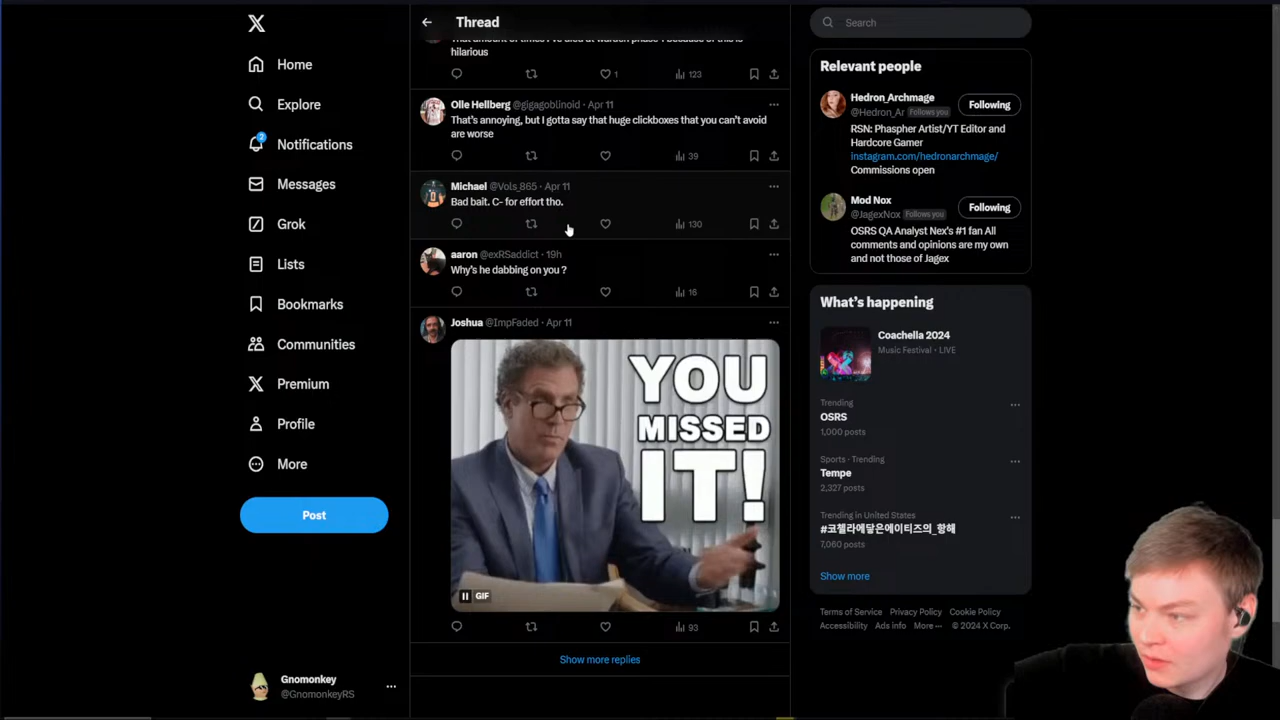 Thread
Search
hilarious
1
123
Olle Hellberg @gigagoblinoid · Apr 11
That's annoying, but I gotta say that huge clickboxes that you can't avoid
are worse
39
Michael @Vols_865 · Apr 11
Bad bait. C- for effort tho.
130
aaron @exRSaddict · 19h
Why's he dabbing on you ?
16
Joshua @ImpFaded · Apr 11
YOU
MISSED
IT!
GIF
93
Show more replies
Home
Explore
2
Notifications
Messages
Grok
Lists
Bookmarks
Communities
Premium
Profile
More
Post
Gnomonkey
@GnomonkeyRS
Relevant people
Hedron_Archmage
@Hedron_Ar Follows you
Following
RSN: Phaspher Artist/YT Editor and
Hardcore Gamer
instagram.com/hedronarchmage/
Commissions open
Mod Nox
@JagexNox Follows you
Following
OSRS QA Analyst Nex's #1 fan All
comments and opinions are my own
and not those of Jagex
What's happening
Coachella 2024
Music Festival · LIVE
Trending
OSRS
1,000 posts
Sports · Trending
Tempe
2,327 posts
Trending in United States
#코첼라에닿은에이티즈의_항해
7,060 posts
Show more
Terms of Service Privacy Policy Cookie Policy
Accessibility Ads info More ··· © 2024 X Corp.